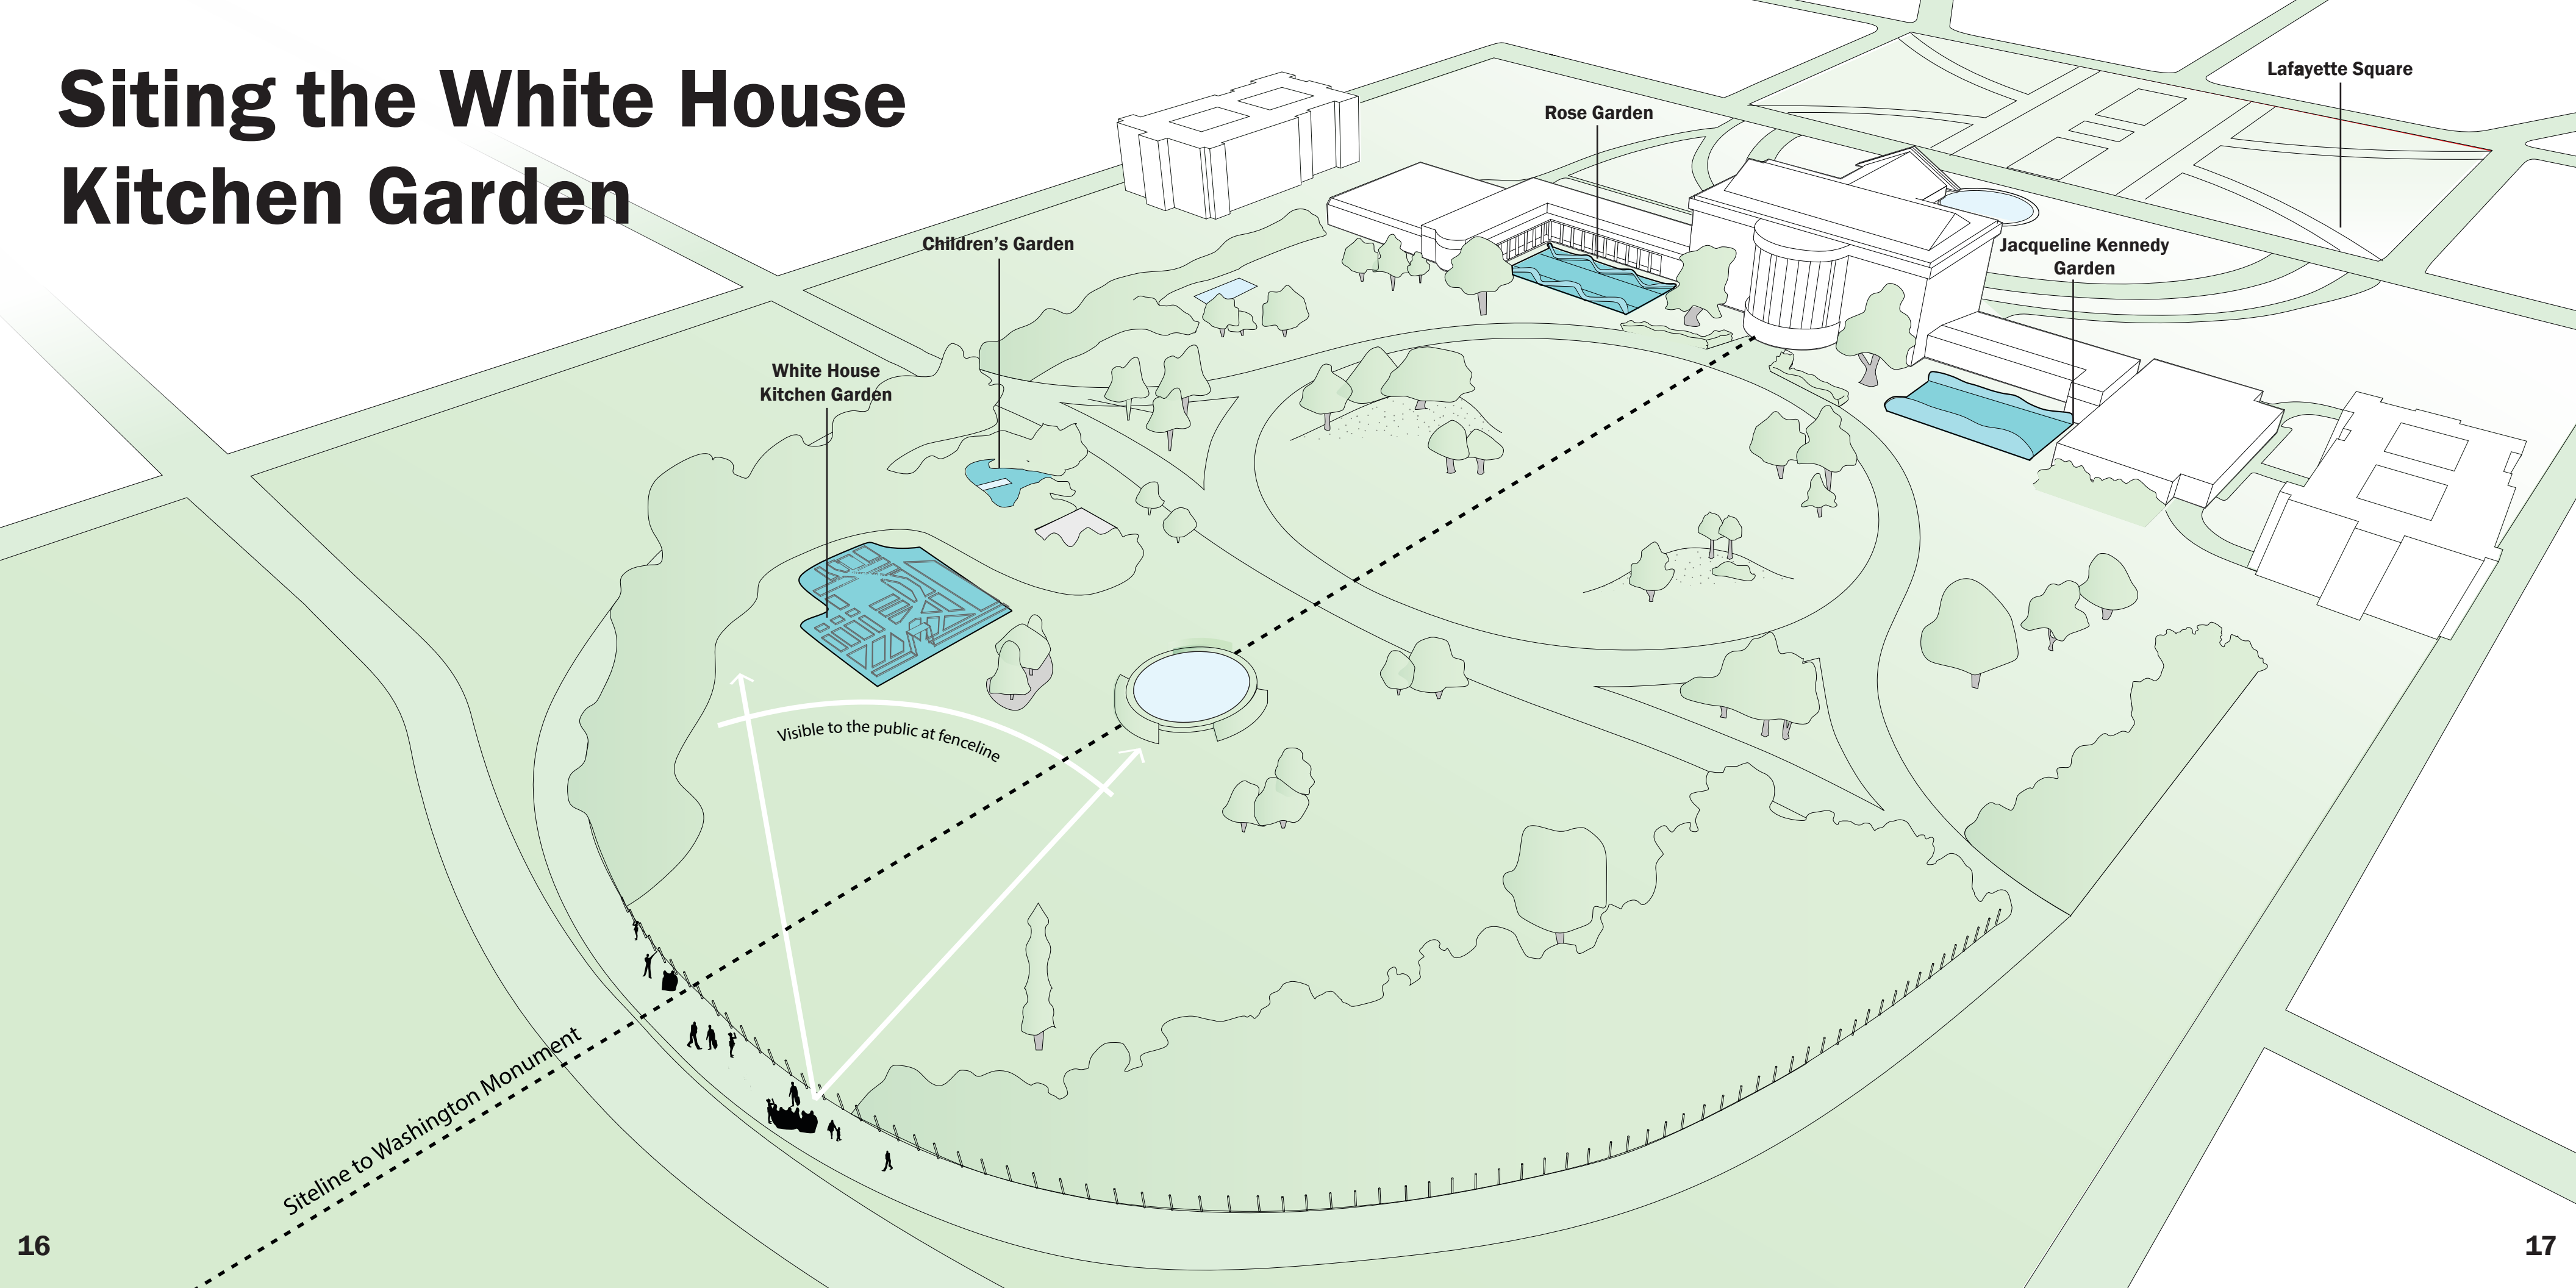 Siting the White House
Kitchen Garden
Lafayette Square
Rose Garden
Children’s Garden
Jacqueline Kennedy
Garden
White House
Kitchen Garden
Visible to the public at fenceline
Siteline to Washington Monument
16
17